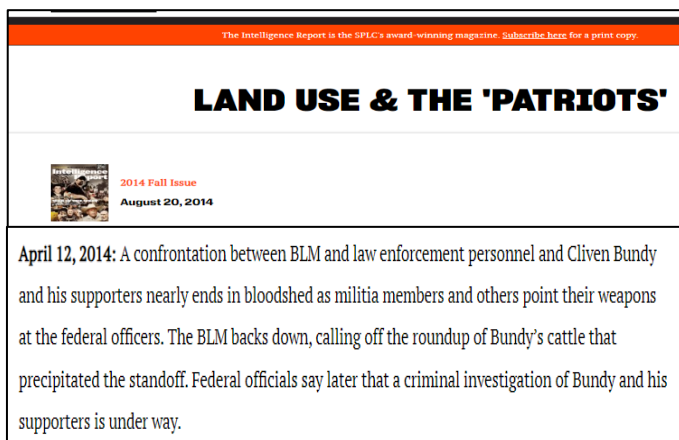 The Intelligence Report is the SPLC's award-winning magazine. Subscribe here for a print copy.
LAND USE & THE 'PATRIOTS'
Intelligence
Report
2014 Fall Issue
August 20, 2014
April 12, 2014: A confrontation between BLM and law enforcement personnel and Cliven Bundy
and his supporters nearly ends in bloodshed as militia members and others point their weapons
at the federal officers. The BLM backs down, calling off the roundup of Bundy’s cattle that
precipitated the standoff. Federal officials say later that a criminal investigation of Bundy and his
supporters is under way.